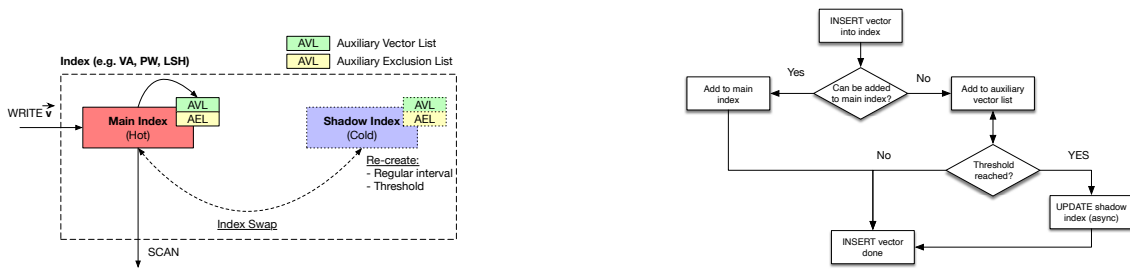 AVL Auxiliary Vector List
AVL Auxiliary Exclusion List
Index (e.g. VA, PW, LSH)
WRITE v
AVL
AEL
Main Index
(Hot)
AVL
AEL
Shadow Index
(Cold)
Re-create:
- Regular interval
- Threshold
Index Swap
SCAN
INSERT vector
into index
Yes
Can be added
to main index?
No
Add to main
index
Add to auxiliary
vector list
No
Threshold
reached?
YES
UPDATE shadow
index (async)
INSERT vector
done